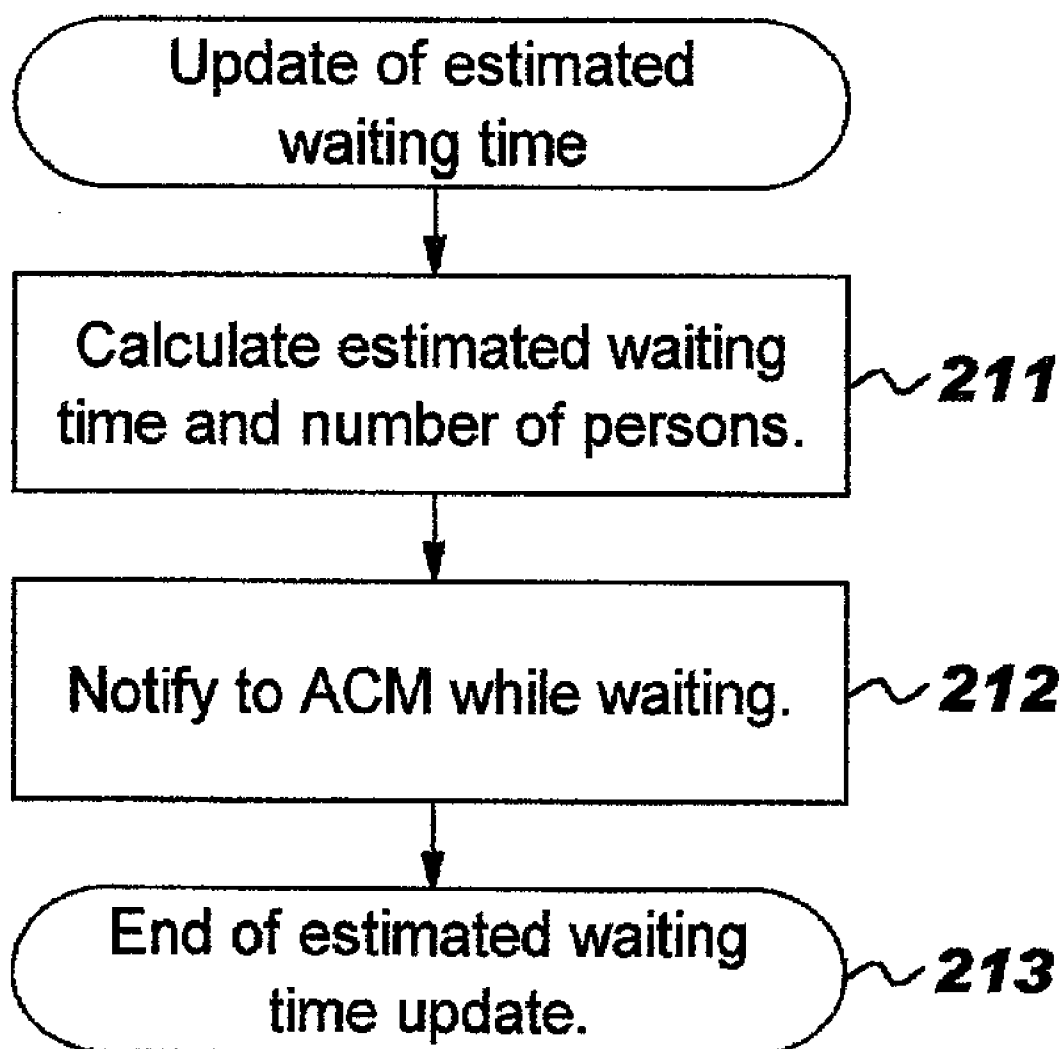 Update of estimated
waiting time
Calculate estimated waiting
time and number of persons.
211
Notify to ACM while waiting.
212
End of estimated waiting
time update.
213